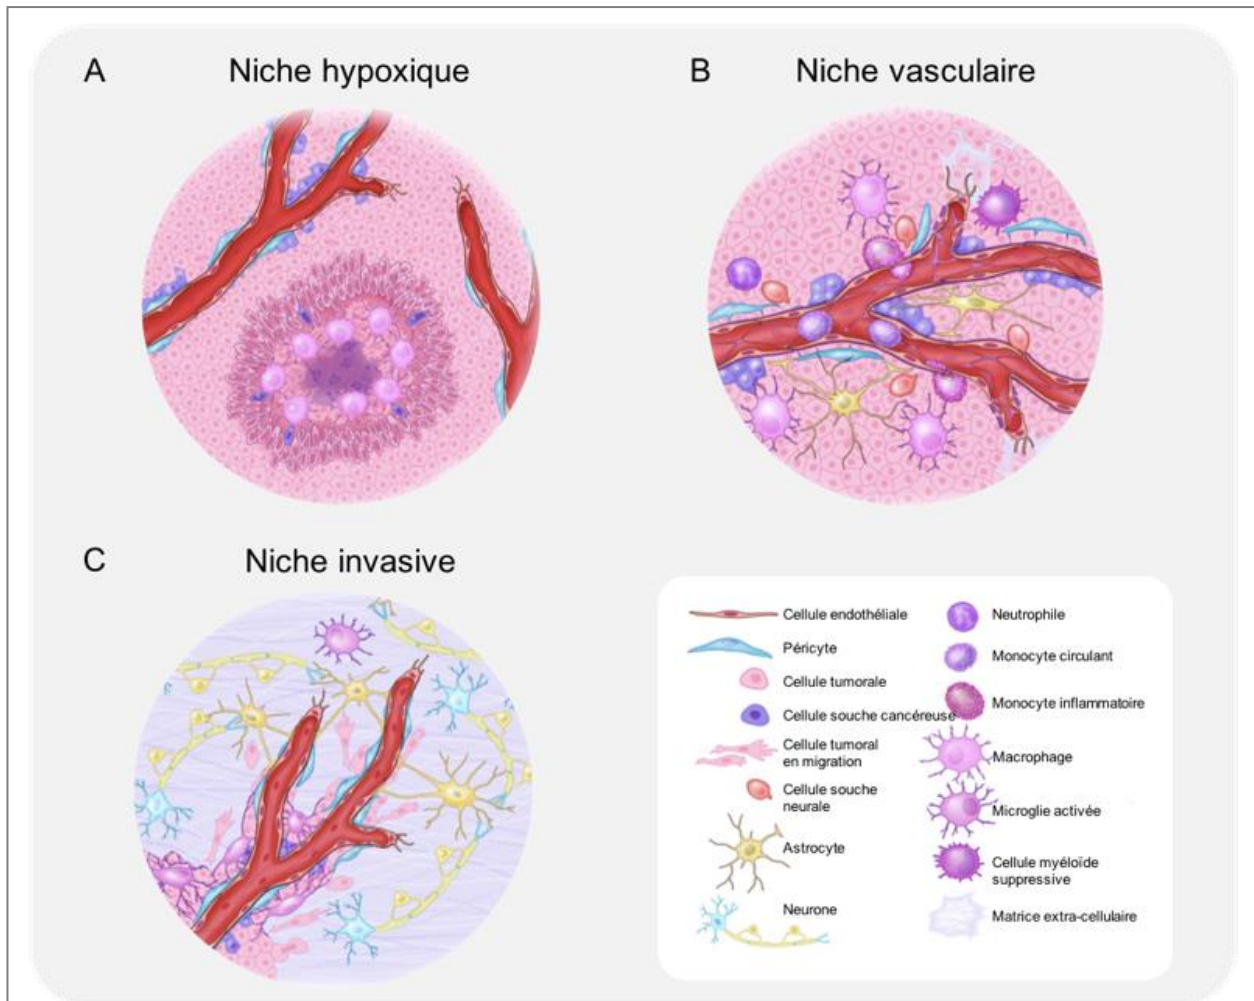 A
Niche hypoxique
B
Niche vasculaire
C
Niche invasive
Cellule endothéliale
Péricyte
Cellule tumorale
Cellule souche cancéreuse
Cellule tumoral
en migration
Cellule souche
neurale
Astrocyte
Neurone
Neutrophile
Monocyte circulant
Monocyte inflammatoire
Macrophage
Microglie activée
Cellule myéloïde
suppressive
Matrice extra-cellulaire